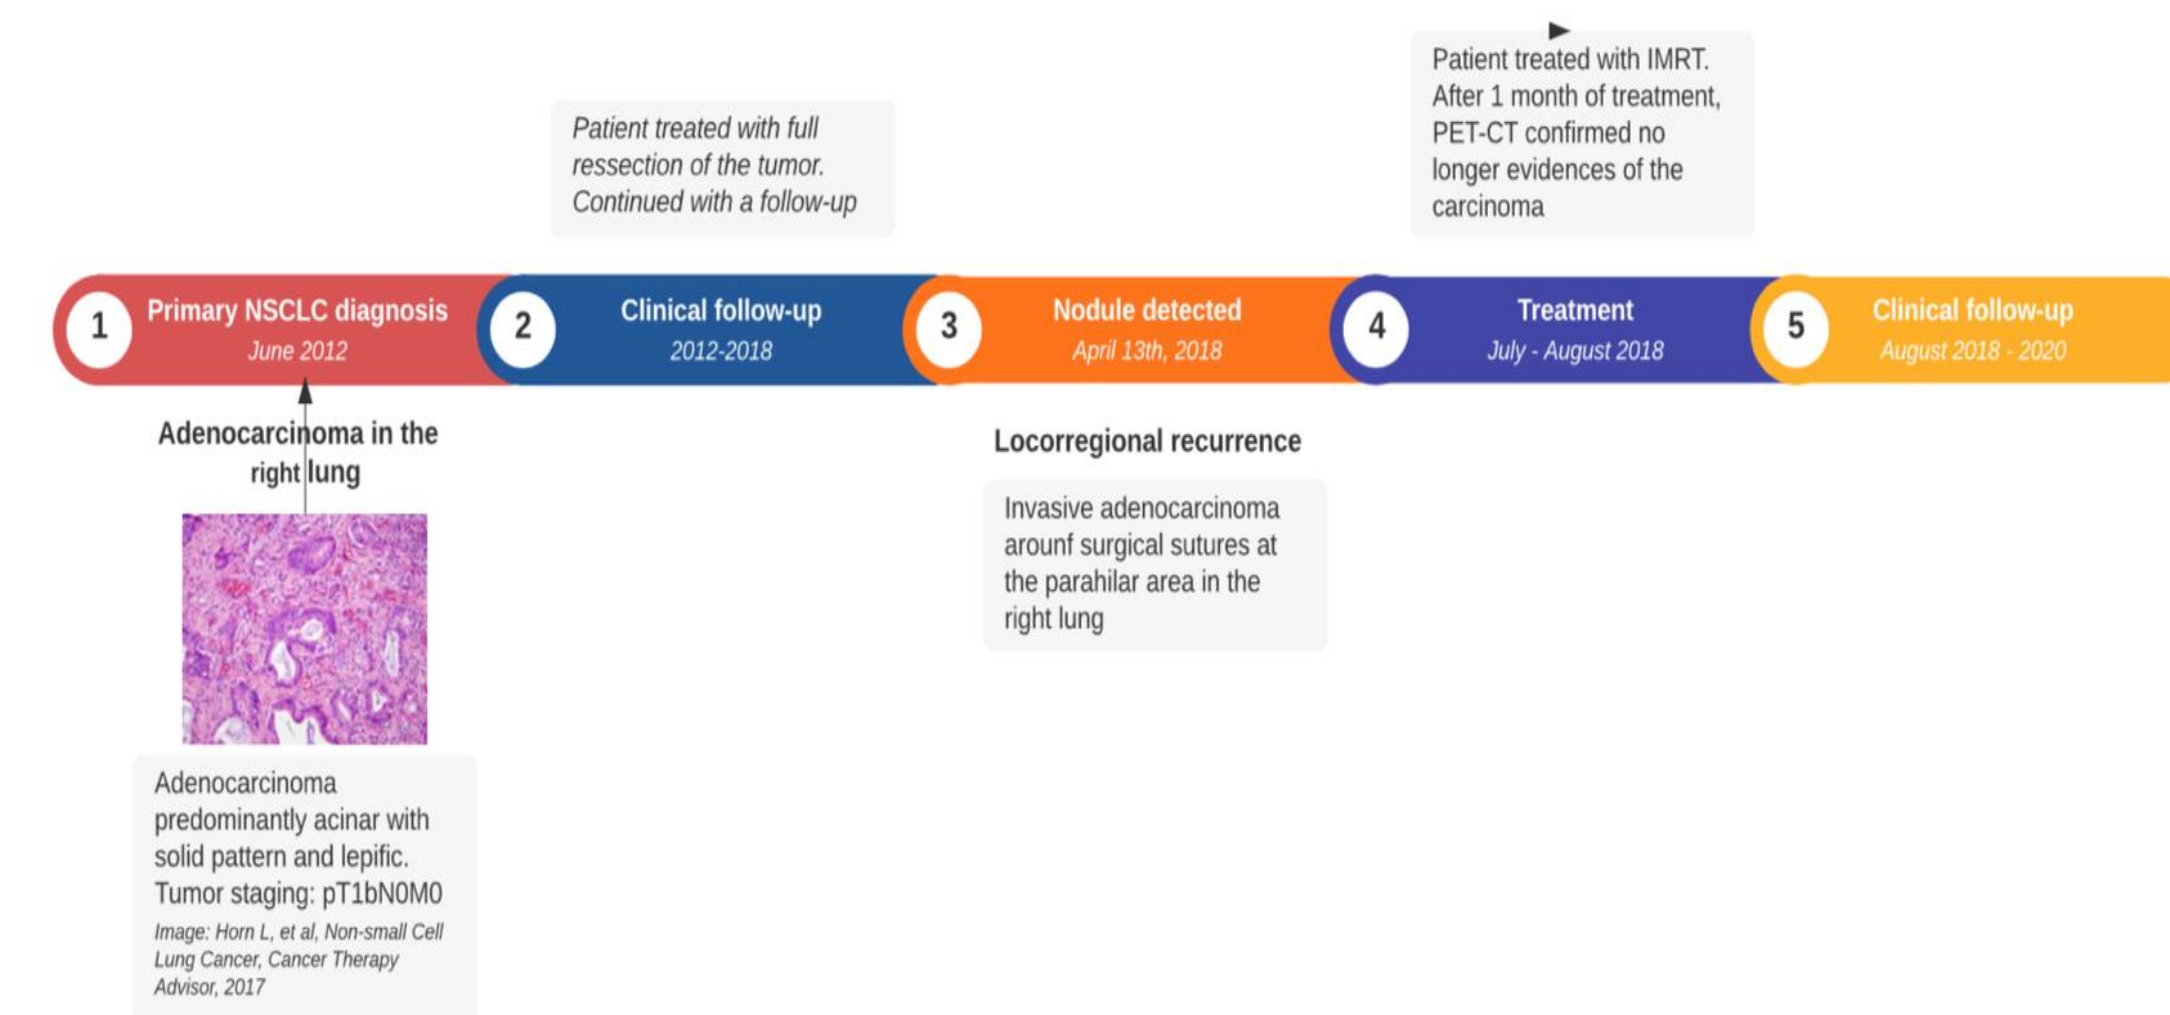 Patient treated with IMRT.
After 1 month of treatment,
PET-CT confirmed no
longer evidences of the
carcinoma
Patient treated with full
ressection of the tumor.
Continued with a follow-up
1
Primary NSCLC diagnosis
June 2012
2
Clinical follow-up
2012-2018
3
Nodule detected
April 13th, 2018
4
Treatment
July - August 2018
5
Clinical follow-up
August 2018 - 2020
Adenocarcinoma in the
right lung
Locorregional recurrence
Invasive adenocarcinoma
arounf surgical sutures at
the parahilar area in the
right lung
Adenocarcinoma
predominantly acinar with
solid pattern and lepific.
Tumor staging: pT1bN0M0
Image: Horn L, et al, Non-small Cell
Lung Cancer, Cancer Therapy
Advisor, 2017